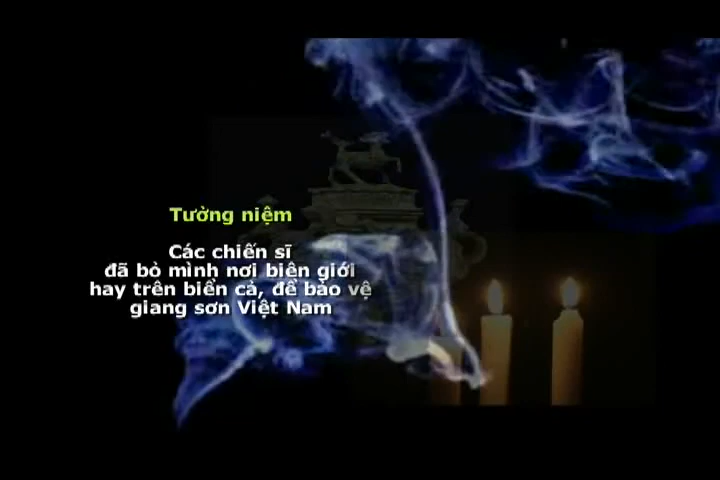 Tường niệm
Các chiến sĩ
đã bỏ mình nơi biên giới
hay trên biển cả, để bảo vệ
giang sơn Việt Nam